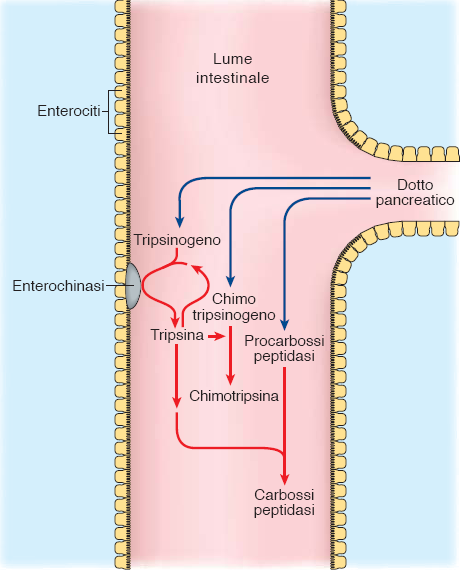 Lume
intestinale
Enterociti
Dotto
pancreatico
Tripsinogeno
Enterochinasi
Chimo
tripsinogeno
Tripsina
Procarbossi
peptidasi
Chimotripsina
Carbossi
peptidasi